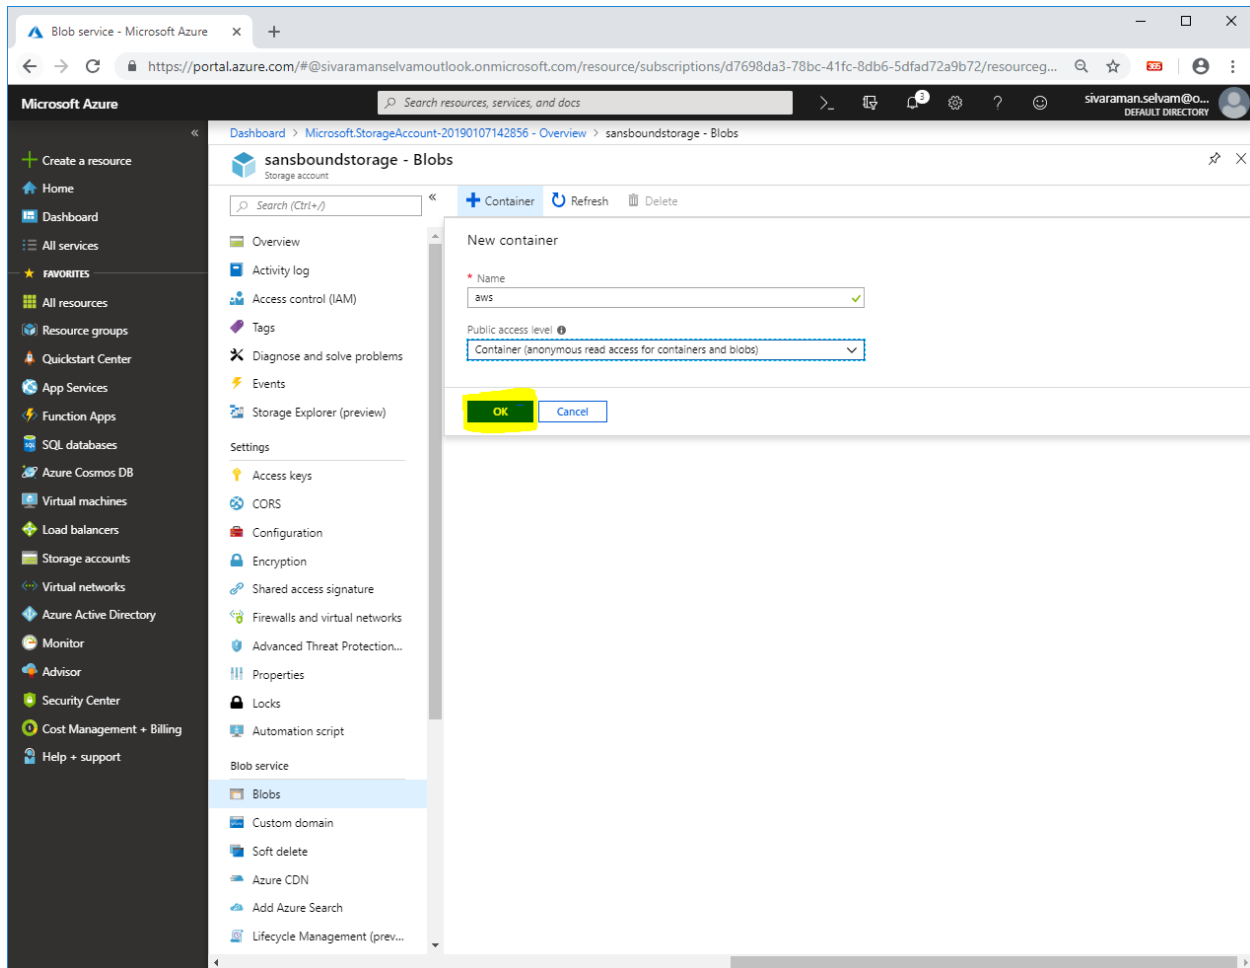 Blob service - Microsoft Azure
https://portal.azure.com/#@sivaramanselvamoutlook.onmicrosoft.com/resource/subscriptions/d7698da3-78bc-41fc-8db6-5dfad72a9b72/resourceg...
Microsoft Azure
Search resources, services, and docs
3
sivaraman.selvam@o...
DEFAULT DIRECTORY
Dashboard > Microsoft.StorageAccount-20190107142856 - Overview > sansboundstorage - Blobs
sansboundstorage - Blobs
Storage account
Create a resource
Home
Dashboard
All services
FAVORITES
All resources
Resource groups
Quickstart Center
App Services
Function Apps
SQL databases
Azure Cosmos DB
Virtual machines
Load balancers
Storage accounts
Virtual networks
Azure Active Directory
Monitor
Advisor
Security Center
Cost Management + Billing
Help + support
Search (Ctrl+/)
Overview
Activity log
Access control (IAM)
Tags
Diagnose and solve problems
Events
Storage Explorer (preview)
Settings
Access keys
CORS
Configuration
Encryption
Shared access signature
Firewalls and virtual networks
Advanced Threat Protection...
Properties
Locks
Automation script
Blob service
Blobs
Custom domain
Soft delete
Azure CDN
Add Azure Search
Lifecycle Management (prev...
Container Refresh Delete
New container
* Name
aws
Public access level
Container (anonymous read access for containers and blobs)
OK Cancel